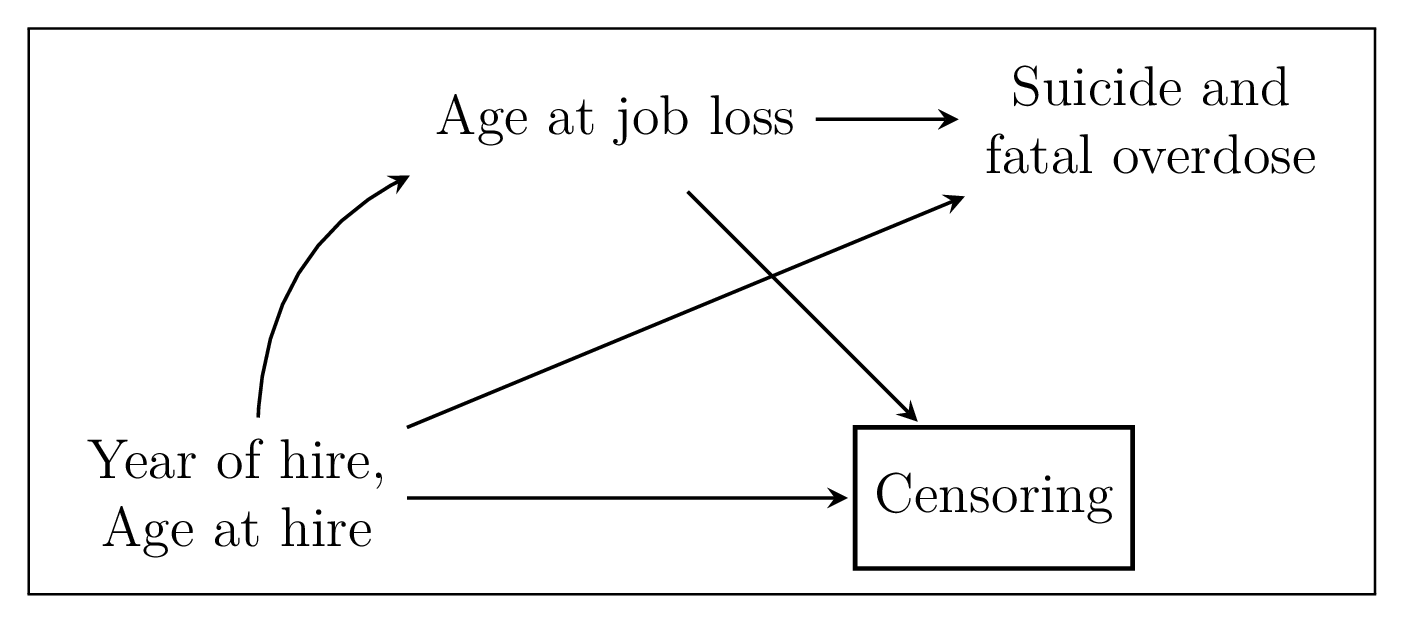 Age at job loss
Suicide and
fatal overdose
Year of hire,
Age at hire
Censoring